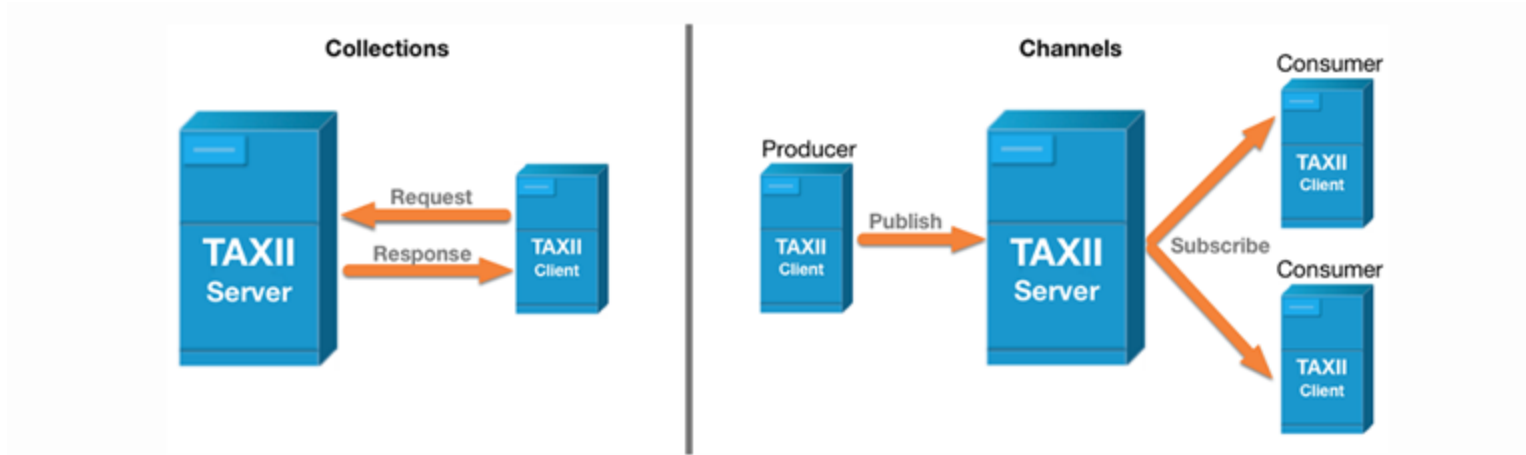 Collections
Request
Response
TAXII
Server
TAXII
Client
Channels
Producer
TAXII
Client
Publish
TAXII
Server
Subscribe
Consumer
TAXII
Client
Consumer
TAXII
Client